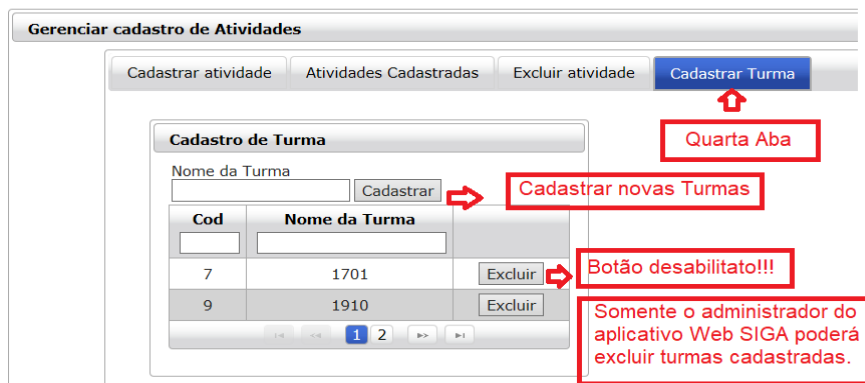 Gerenciar cadastro de Atividades
Cadastrar atividade Atividades Cadastradas Excluir atividade Cadastrar Turma
Quarta Aba
Cadastro de Turma
Nome da Turma
Cadastrar
Cadastrar novas Turmas
Cod Nome da Turma
7 1701 Excluir
Botão desabilitato!!!
9 1910 Excluir
1 2
Somente o administrador do
aplicativo Web SIGA poderá
excluir turmas cadastradas.